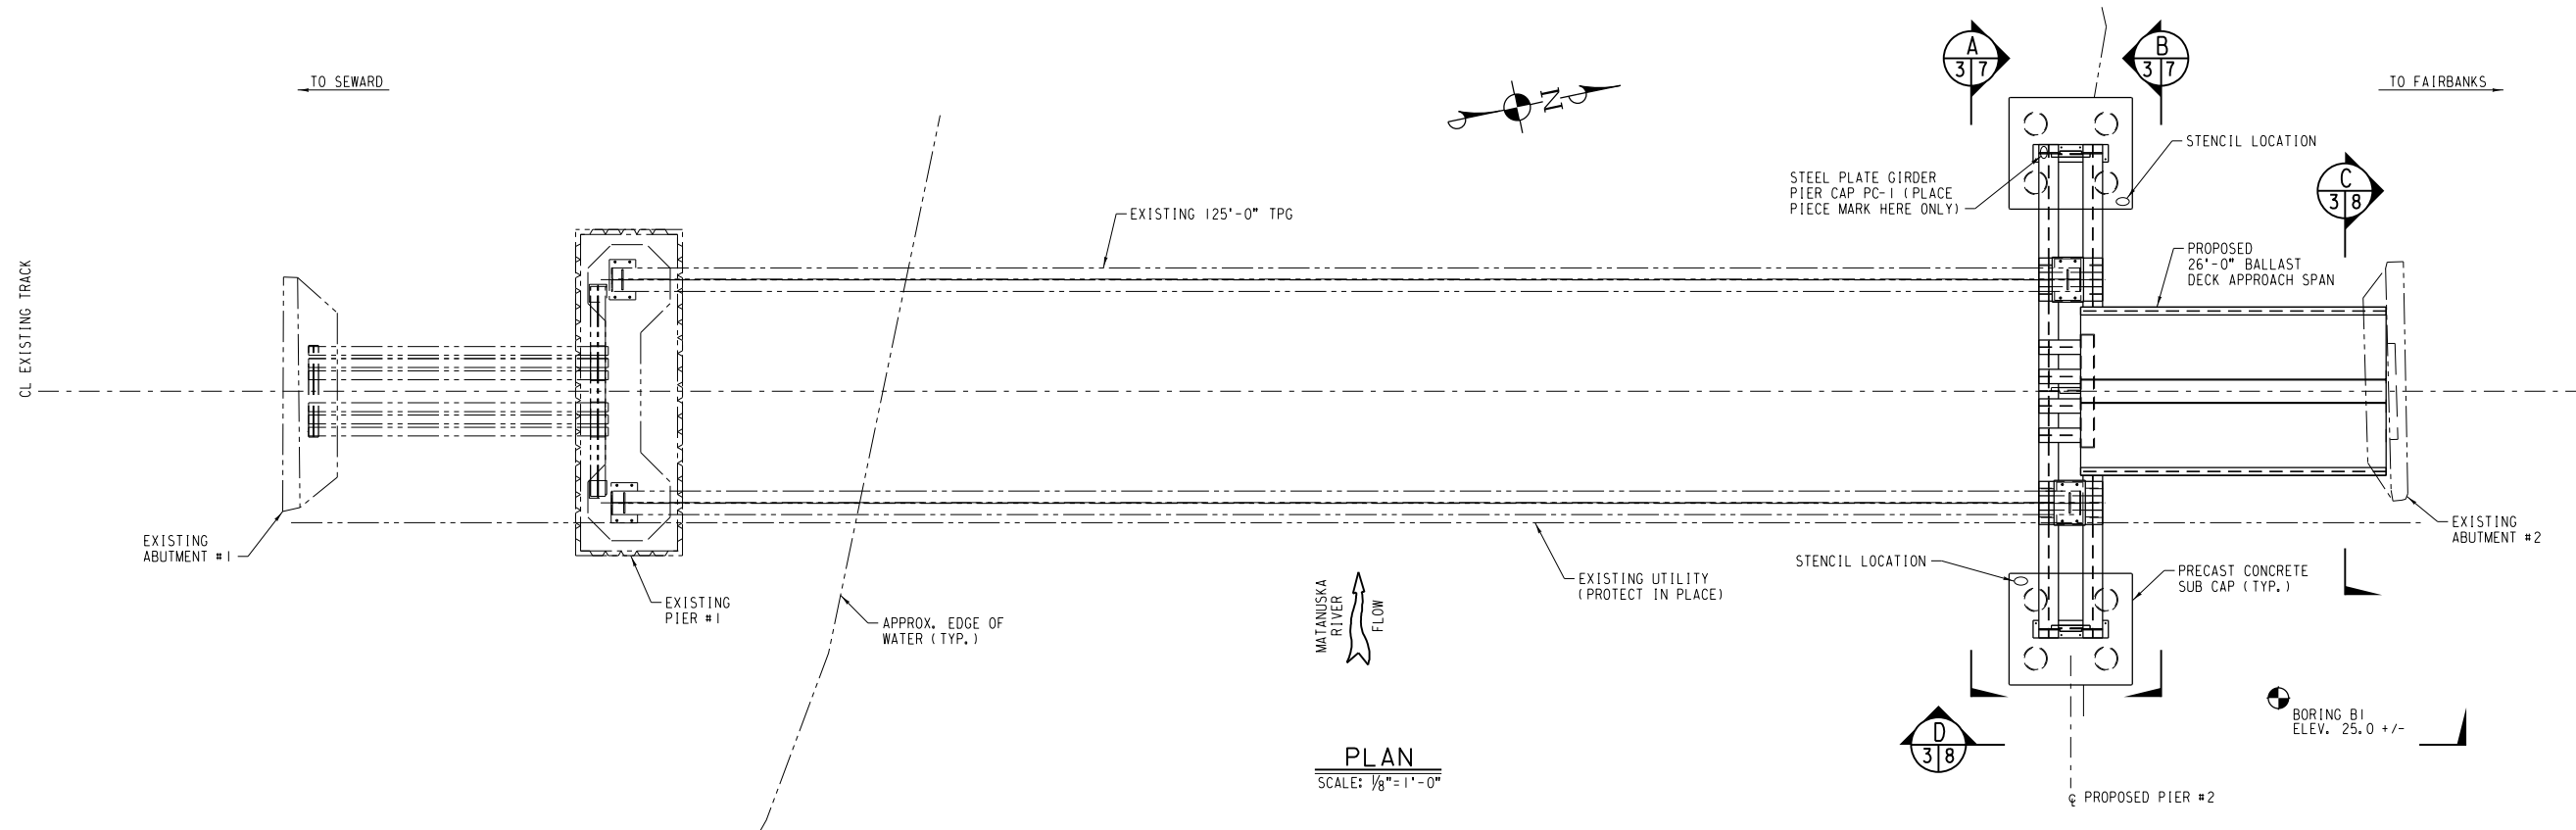 TO SEWARD
N
A
3 7
B
3 7
TO FAIRBANKS
STENCIL LOCATION
STEEL PLATE GIRDER
PIER CAP PC-1 (PLACE
PIECE MARK HERE ONLY)
C
3 8
EXISTING 125'-0" TPG
PROPOSED
26'-0" BALLAST
DECK APPROACH SPAN
CL EXISTING TRACK
EXISTING
ABUTMENT #1
EXISTING
PIER #1
APPROX. EDGE OF
WATER (TYP.)
MATANUSKA
RIVER
FLOW
EXISTING UTILITY
(PROTECT IN PLACE)
STENCIL LOCATION
PRECAST CONCRETE
SUB CAP (TYP.)
EXISTING
ABUTMENT #2
D
3 8
BORING B1
ELEV. 25.0 +/-
PLAN
SCALE: 1/8"=1'-0"
℄ PROPOSED PIER #2